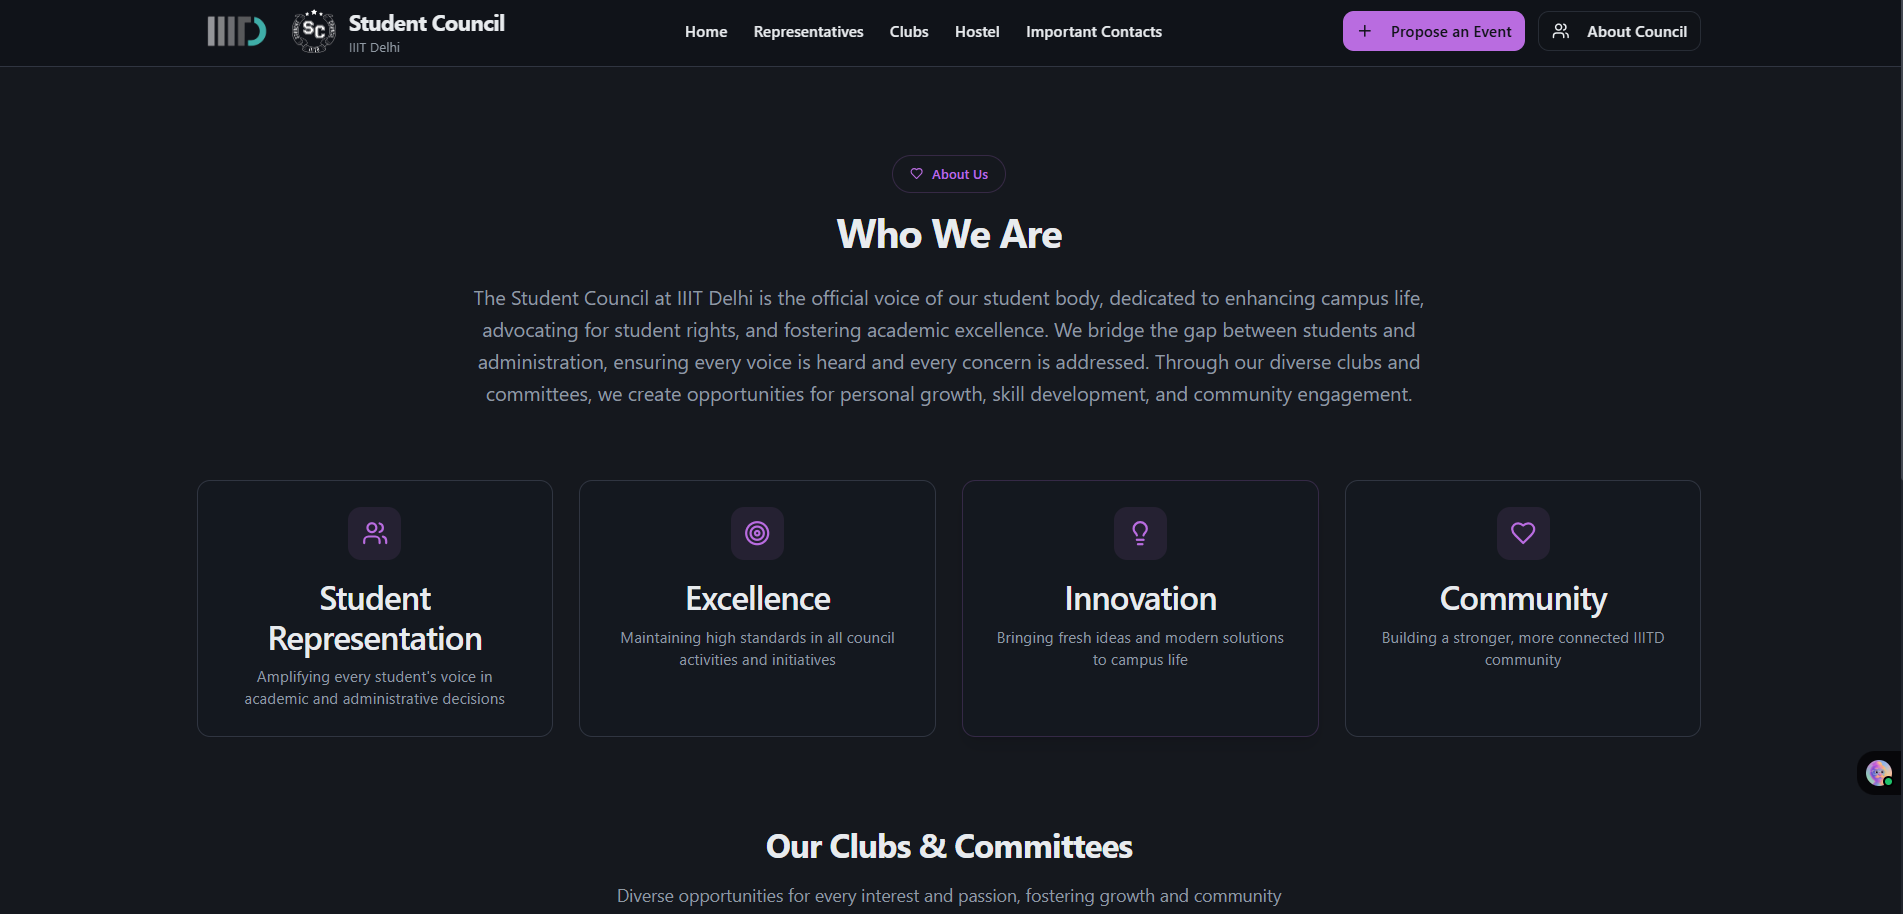 IIITD
SC
Student Council
IIIT Delhi
Home
Representatives
Clubs
Hostel
Important Contacts
Propose an Event
About Council
About Us
Who We Are
The Student Council at IIIT Delhi is the official voice of our student body, dedicated to enhancing campus life,
advocating for student rights, and fostering academic excellence. We bridge the gap between students and
administration, ensuring every voice is heard and every concern is addressed. Through our diverse clubs and
committees, we create opportunities for personal growth, skill development, and community engagement.
Student
Representation
Amplifying every student's voice in
academic and administrative decisions
Excellence
Maintaining high standards in all council
activities and initiatives
Innovation
Bringing fresh ideas and modern solutions
to campus life
Community
Building a stronger, more connected IIITD
community
Our Clubs & Committees
Diverse opportunities for every interest and passion, fostering growth and community